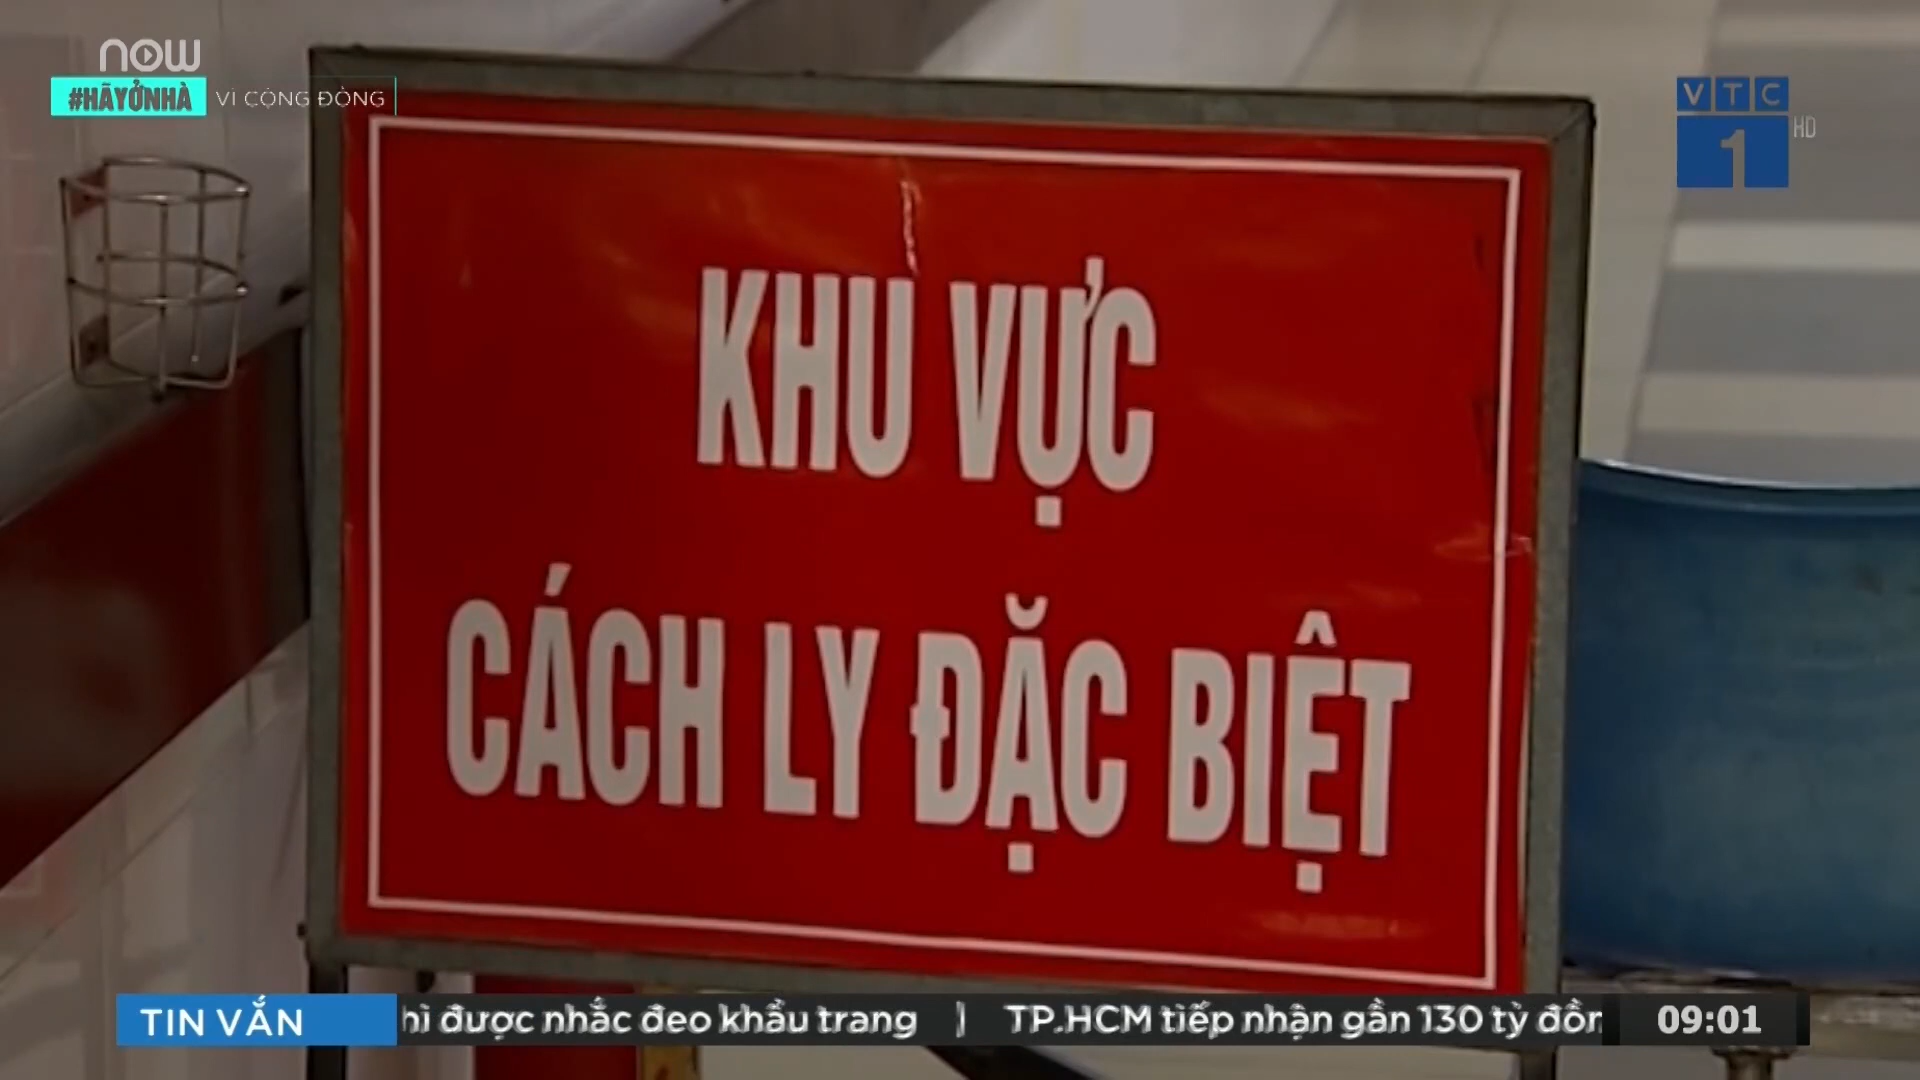 now
#HÃYỞNHÀ VÌ CỘNG ĐỒNG
VTC
1 HD
KHU VỰC
CÁCH LY ĐẶC BIỆT
TIN VẮN hì được nhắc đeo khẩu trang | TP.HCM tiếp nhận gần 130 tỷ đồn 09:01